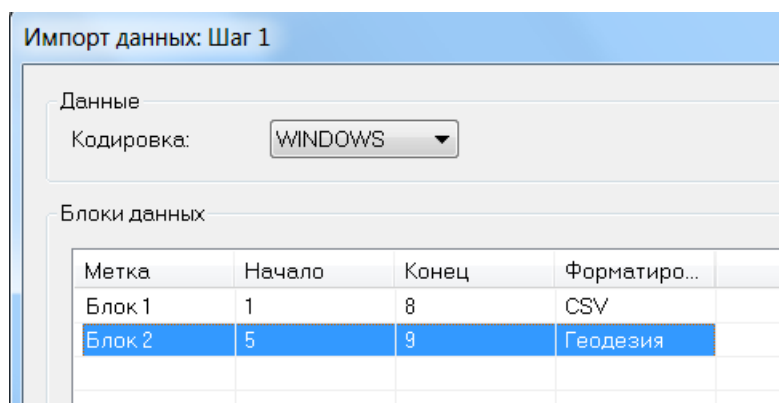 Импорт данных: Шаг 1
Данные
Кодировка: WINDOWS
Блоки данных
Метка Начало Конец Форматиро...
Блок 1 1 8 CSV
Блок 2 5 9 Геодезия